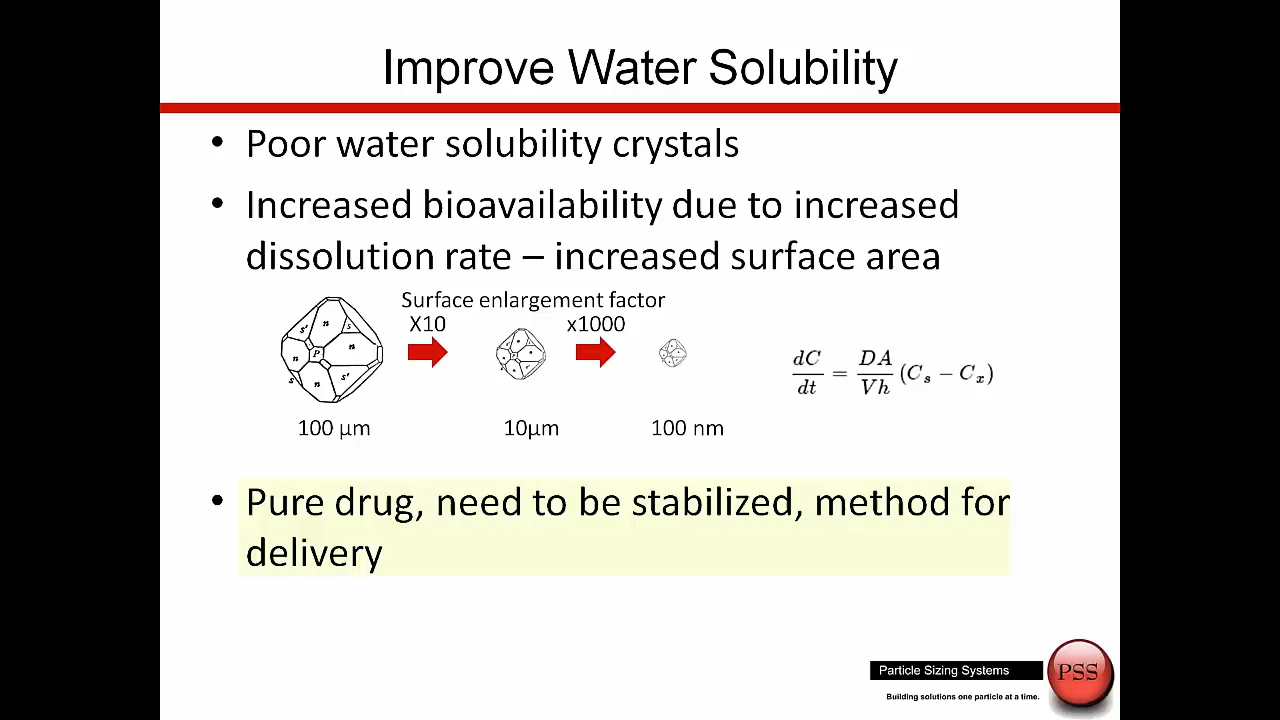 Improve Water Solubility
• Poor water solubility crystals
• Increased bioavailability due to increased
dissolution rate – increased surface area
Surface enlargement factor
X10 x1000
s' n s n n P s n s'
100 µm 10µm 100 nm
dC/dt = DA/Vh (Cₛ − Cₓ)
• Pure drug, need to be stabilized, method for
delivery
Particle Sizing Systems
PSS
Building solutions one particle at a time.